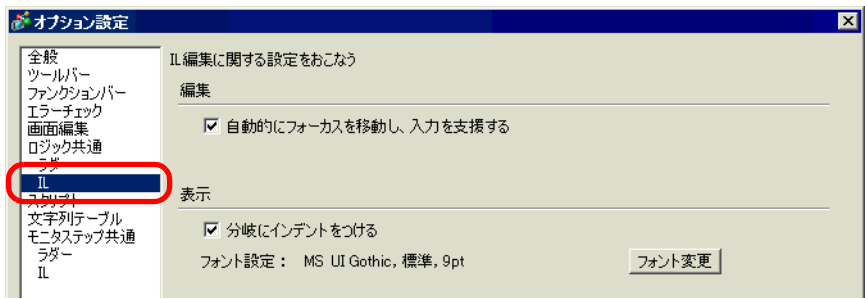 オプション設定
全般
ツールバー
ファンクションバー
エラーチェック
画面編集
ロジック共通
ラダー
IL
スクリプト
文字列テーブル
モニタステップ共通
ラダー
IL
IL編集に関する設定をおこなう
編集
自動的にフォーカスを移動し、入力を支援する
表示
分岐にインデントをつける
フォント設定： MS UI Gothic, 標準, 9pt
フォント変更